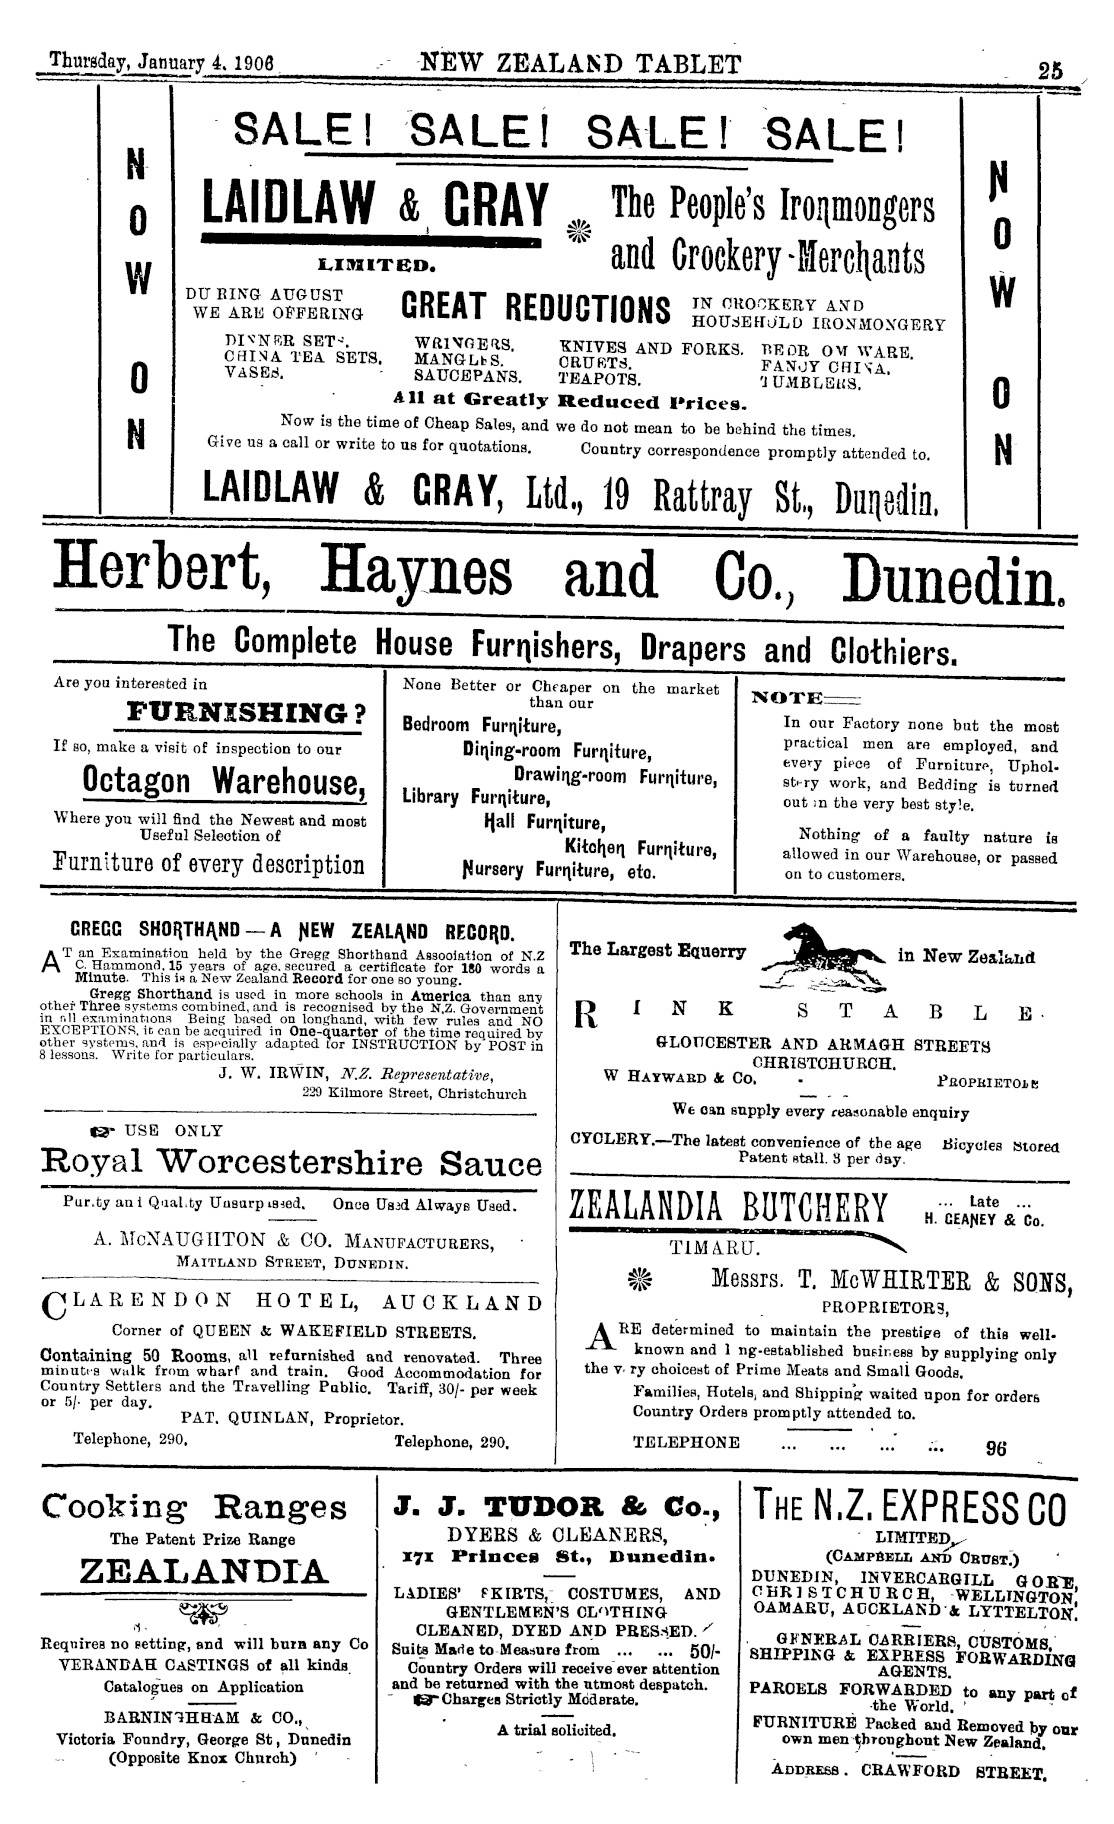 Thursday, January 4, 1906
NEW ZEALAND TABLET
25
NOW ON
SALE! SALE! SALE! SALE!
LAIDLAW & GRAY
LIMITED.
The People's Ironmongers
and Crockery-Merchants
DURING AUGUST
WE ARE OFFERING
GREAT REDUCTIONS
IN CROCKERY AND
HOUSEHOLD IRONMONGERY
DINNER SETS.
CHINA TEA SETS.
VASES.
WRINGERS.
MANGLES.
SAUCEPANS.
KNIVES AND FORKS.
CRUETS.
TEAPOTS.
BEDROOM WARE.
FANCY CHINA.
TUMBLERS.
All at Greatly Reduced Prices.
Now is the time of Cheap Sales, and we do not mean to be behind the times.
Give us a call or write to us for quotations. Country correspondence promptly attended to.
LAIDLAW & GRAY, Ltd., 19 Rattray St., Dunedin.
NOW ON
Herbert, Haynes and Co., Dunedin.
The Complete House Furnishers, Drapers and Clothiers.
Are you interested in
FURNISHING?
If so, make a visit of inspection to our
Octagon Warehouse,
Where you will find the Newest and most
Useful Selection of
Furniture of every description
None Better or Cheaper on the market
than our
Bedroom Furniture,
Dining-room Furniture,
Drawing-room Furniture,
Library Furniture,
Hall Furniture,
Kitchen Furniture,
Nursery Furniture, etc.
NOTE
In our Factory none but the most
practical men are employed, and
every piece of Furniture, Uphol-
stery work, and Bedding is turned
out in the very best style.
Nothing of a faulty nature is
allowed in our Warehouse, or passed
on to customers.
GREGG SHORTHAND — A NEW ZEALAND RECORD.
AT an Examination held by the Gregg Shorthand Association of N.Z
C. Hammond, 15 years of age, secured a certificate for 180 words a
Minute. This is a New Zealand Record for one so young.
Gregg Shorthand is used in more schools in America than any
other Three systems combined, and is recognised by the N.Z. Government
in all examinations Being based on longhand, with few rules and NO
EXCEPTIONS, it can be acquired in One-quarter of the time required by
other systems, and is especially adapted for INSTRUCTION by POST in
8 lessons. Write for particulars.
J. W. IRWIN, N.Z. Representative,
229 Kilmore Street, Christchurch
☞ USE ONLY
Royal Worcestershire Sauce
Purity and Quality Unsurpassed. Once Used Always Used.
A. McNAUGHTON & CO. MANUFACTURERS,
MAITLAND STREET, DUNEDIN.
CLARENDON HOTEL, AUCKLAND
Corner of QUEEN & WAKEFIELD STREETS.
Containing 50 Rooms, all refurnished and renovated. Three
minutes walk from wharf and train. Good Accommodation for
Country Settlers and the Travelling Public. Tariff, 30/- per week
or 5/- per day.
PAT. QUINLAN, Proprietor.
Telephone, 290. Telephone, 290.
The Largest Equerry in New Zealand
RINK STABLE.
GLOUCESTER AND ARMAGH STREETS
CHRISTCHURCH.
W HAYWARD & CO. - PROPRIETORS
We can supply every reasonable enquiry
CYCLERY.—The latest convenience of the age Bicycles Stored
Patent stall. 3 per day.
ZEALANDIA BUTCHERY
... Late ...
H. GEANEY & Co.
TIMARU.
Messrs. T. McWHIRTER & SONS,
PROPRIETORS,
ARE determined to maintain the prestige of this well-
known and long-established business by supplying only
the very choicest of Prime Meats and Small Goods.
Families, Hotels, and Shipping waited upon for orders
Country Orders promptly attended to.
TELEPHONE ... ... ... ... 96
Cooking Ranges
The Patent Prize Range
ZEALANDIA
Requires no setting, and will burn any Co
VERANDAH CASTINGS of all kinds
Catalogues on Application
BARNINGHAM & CO.,
Victoria Foundry, George St, Dunedin
(Opposite Knox Church)
J. J. TUDOR & Co.,
DYERS & CLEANERS,
171 Princes St., Dunedin.
LADIES' SKIRTS, COSTUMES, AND
GENTLEMEN'S CLOTHING
CLEANED, DYED AND PRESSED.
Suits Made to Measure from ... ... 50/-
Country Orders will receive ever attention
and be returned with the utmost despatch.
☞ Charges Strictly Moderate.
A trial solicited.
THE N.Z. EXPRESS CO
LIMITED,
(CAMPBELL AND CRUST.)
DUNEDIN, INVERCARGILL GORE,
CHRISTCHURCH, WELLINGTON,
OAMARU, AUCKLAND & LYTTELTON.
GENERAL CARRIERS, CUSTOMS,
SHIPPING & EXPRESS FORWARDING
AGENTS.
PARCELS FORWARDED to any part of
the World.
FURNITURE Packed and Removed by our
own men throughout New Zealand.
ADDRESS. CRAWFORD STREET.